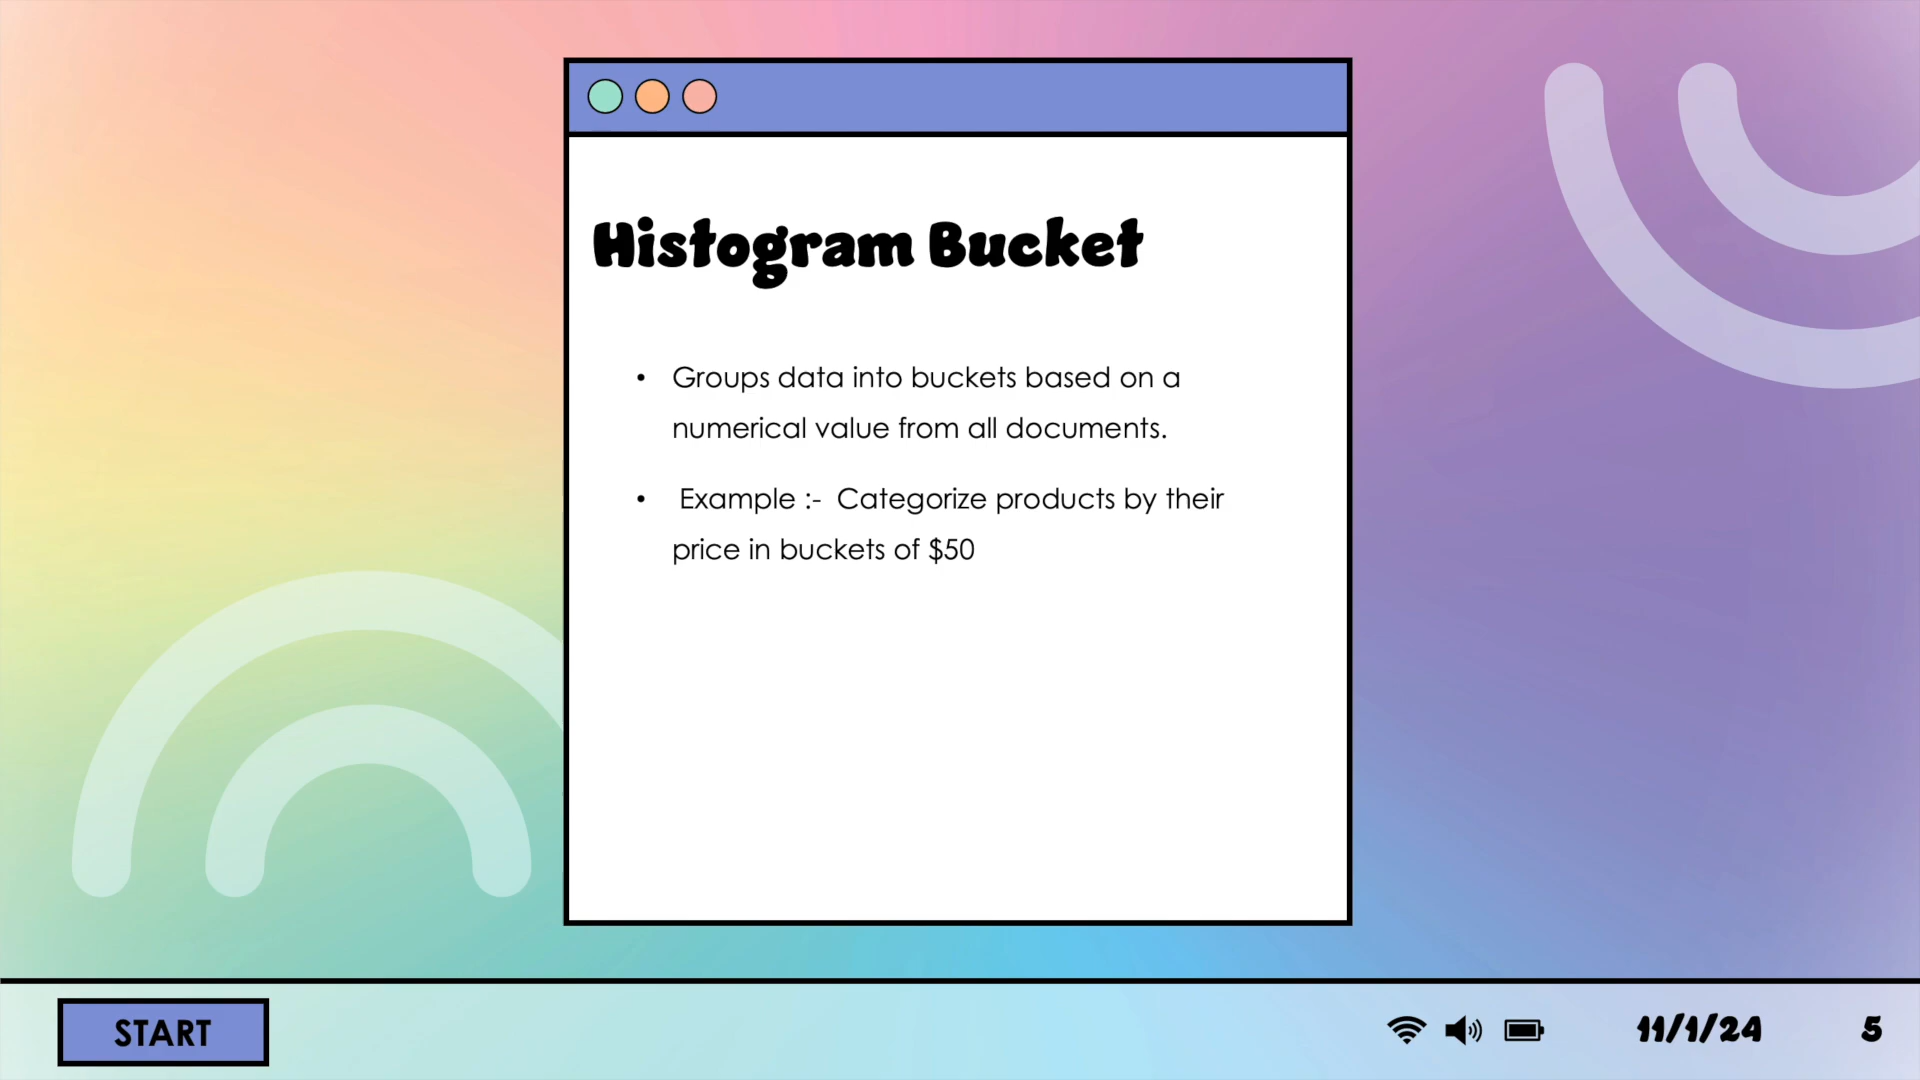 Histogram Bucket
• Groups data into buckets based on a
numerical value from all documents.
• Example :-  Categorize products by their
price in buckets of $50
START
11/1/24
5